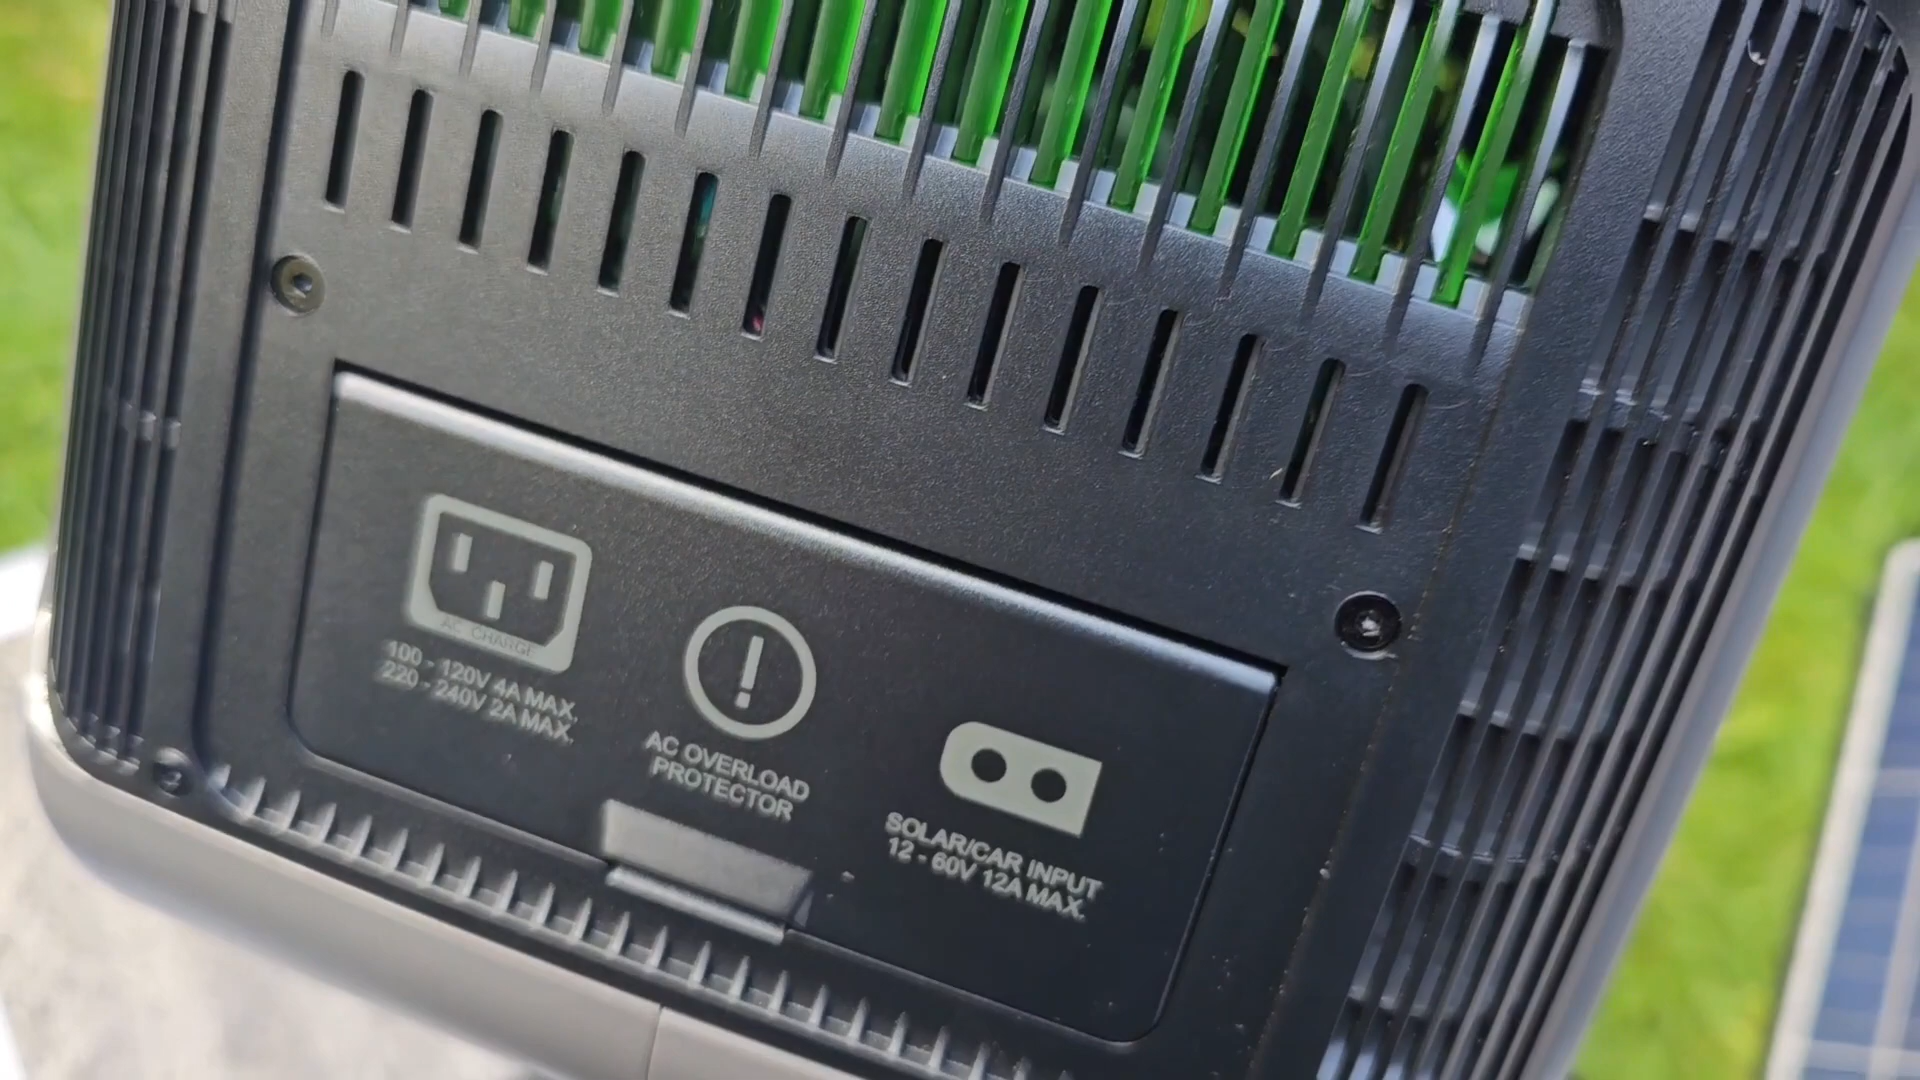 AC CHARGE
100 - 120V 4A MAX.
220 - 240V 2A MAX.
AC OVERLOAD
PROTECTOR
SOLAR/CAR INPUT
12 - 60V 12A MAX.